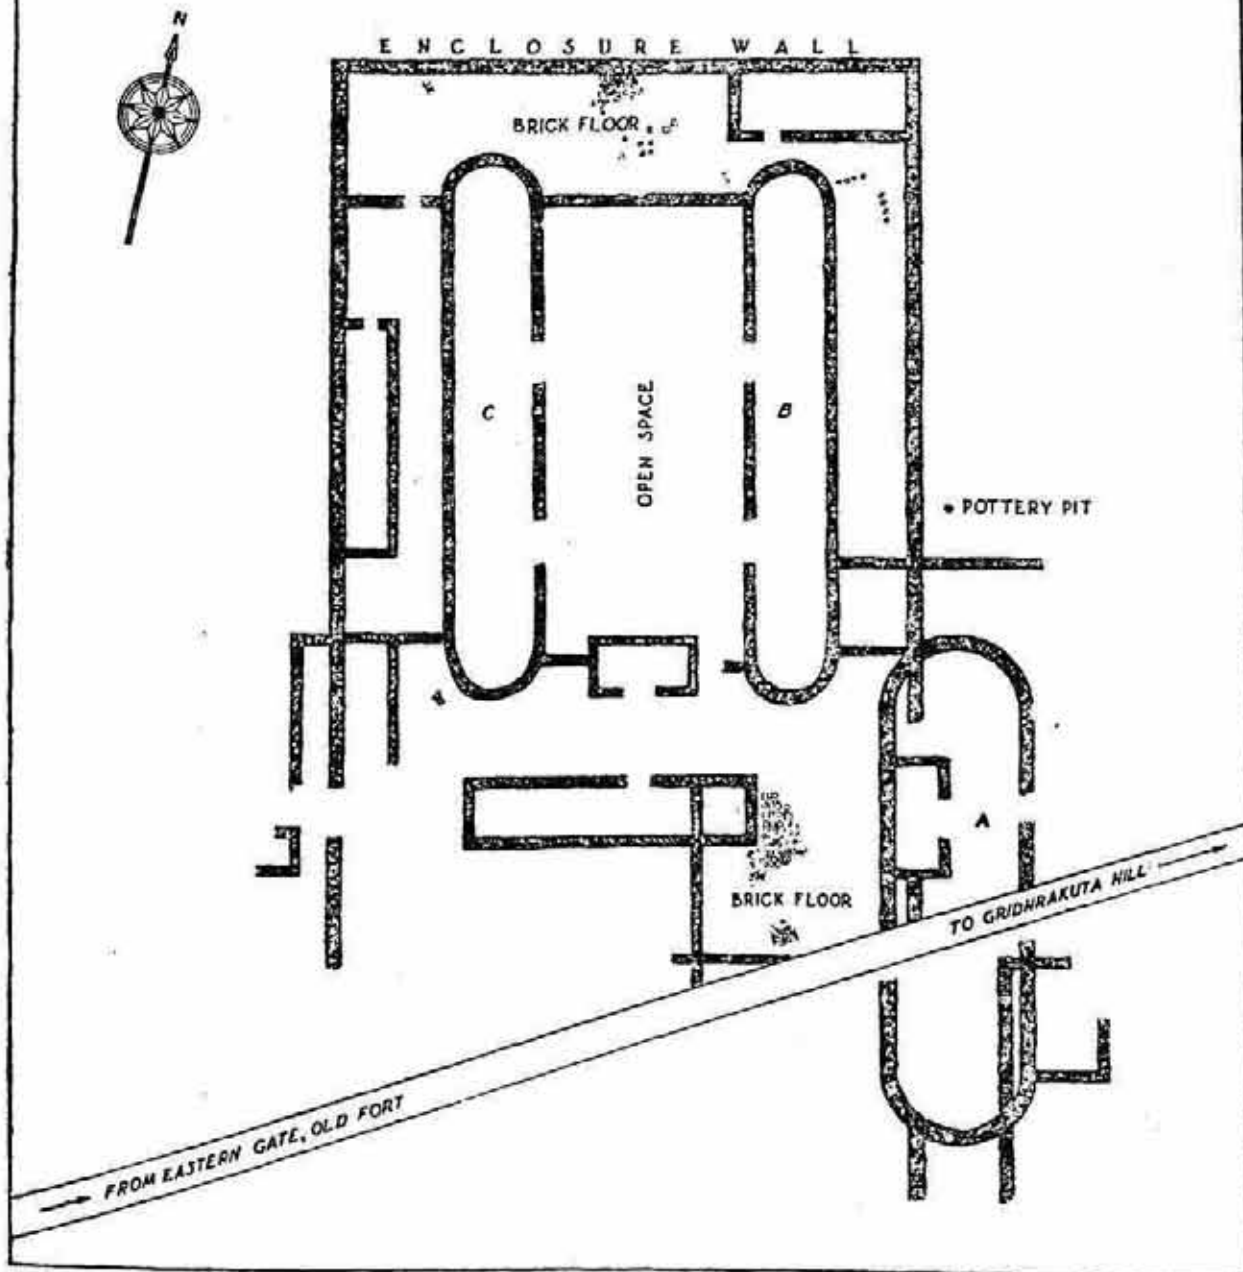 N
ENCLOSURE WALL
BRICK FLOOR
C
OPEN SPACE
B
POTTERY PIT
A
BRICK FLOOR
TO GRIDHRAKUTA HILL
FROM EASTERN GATE, OLD FORT